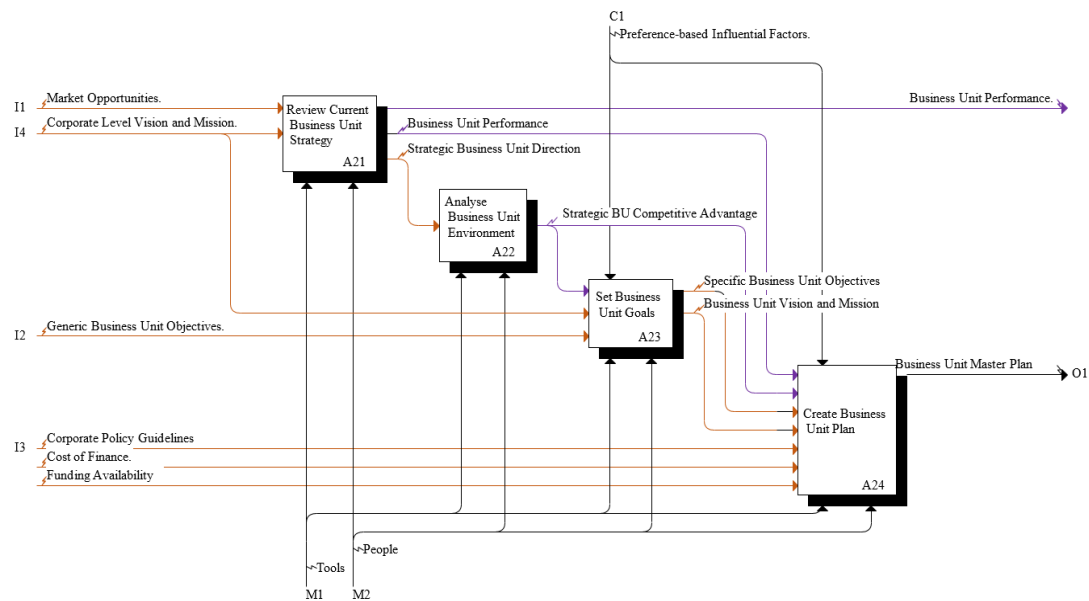 C1
Preference-based Influential Factors.
I1
Market Opportunities.
Review Current
Business Unit
Strategy
A21
Business Unit Performance.
I4
Corporate Level Vision and Mission.
Business Unit Performance
Strategic Business Unit Direction
Analyse
Business Unit
Environment
A22
Strategic BU Competitive Advantage
Set Business
Unit Goals
A23
Specific Business Unit Objectives
Business Unit Vision and Mission
I2
Generic Business Unit Objectives.
Business Unit Master Plan
O1
Create Business
Unit Plan
A24
I3
Corporate Policy Guidelines
Cost of Finance.
Funding Availability
People
Tools
M1
M2